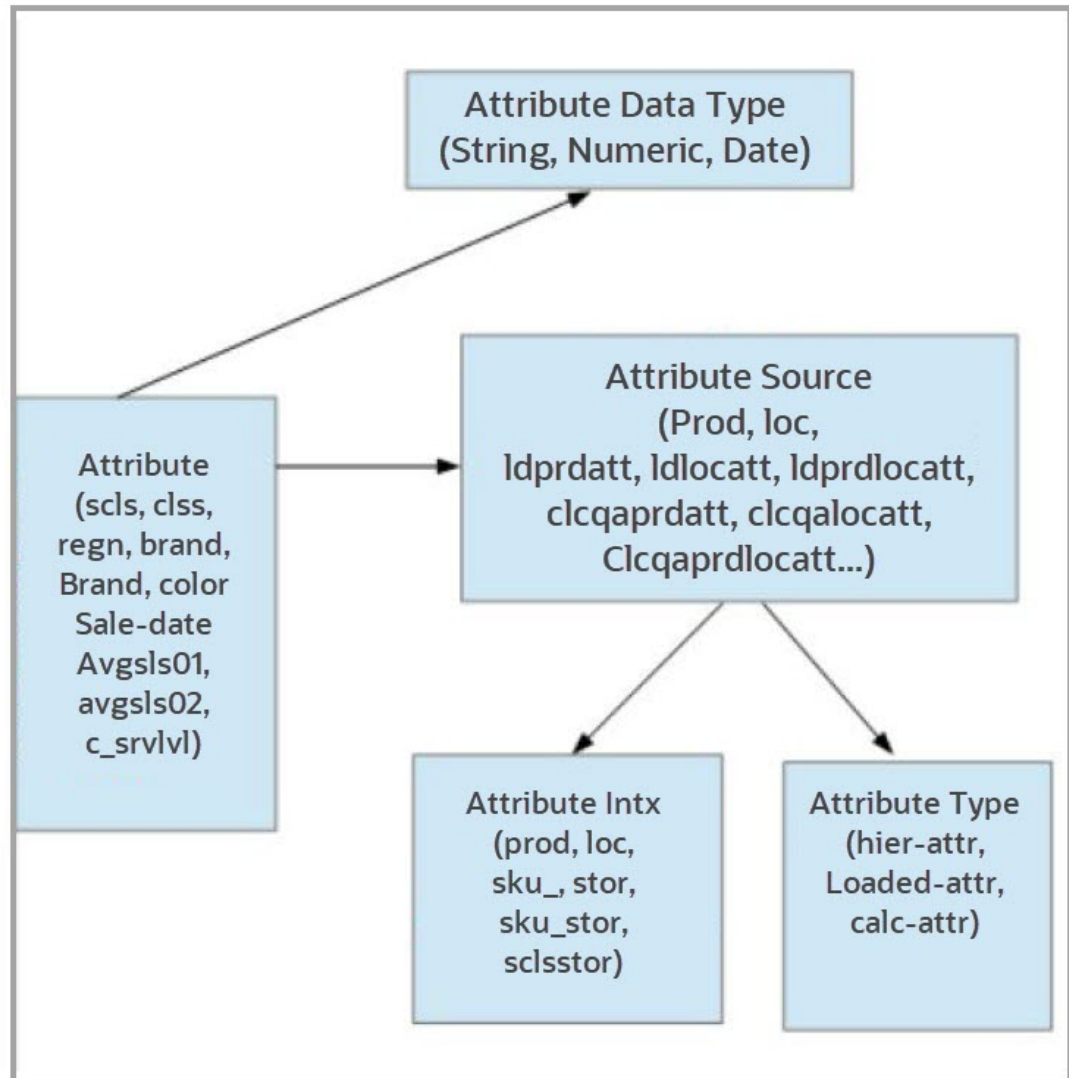 Attribute Data Type
(String, Numeric, Date)
Attribute Source
(Prod, loc,
ldprdatt, ldlocatt, ldprdlocatt,
clcqaprdatt, clcqalocatt,
Clcqaprdlocatt...)
Attribute
(scls, clss,
regn, brand,
Brand, color
Sale-date
Avgsls01,
avgsls02,
c_srvlvl)
Attribute Intx
(prod, loc,
sku_, stor,
sku_stor,
sclsstor)
Attribute Type
(hier-attr,
Loaded-attr,
calc-attr)